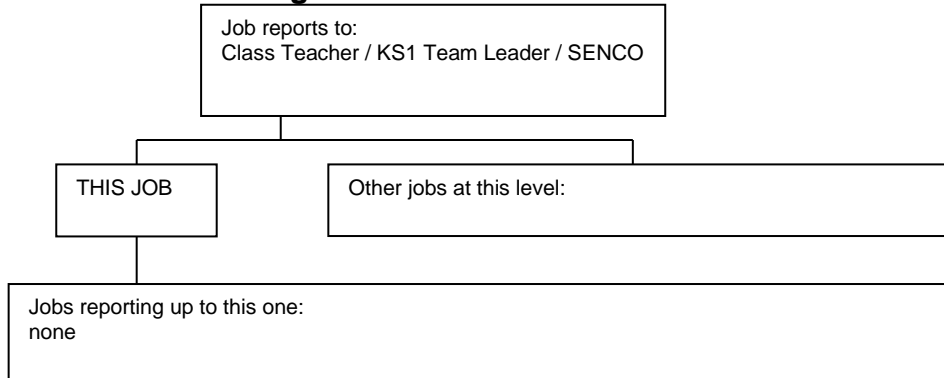 Job reports to:
Class Teacher / KS1 Team Leader / SENCO
THIS JOB
Other jobs at this level:
Jobs reporting up to this one:
none